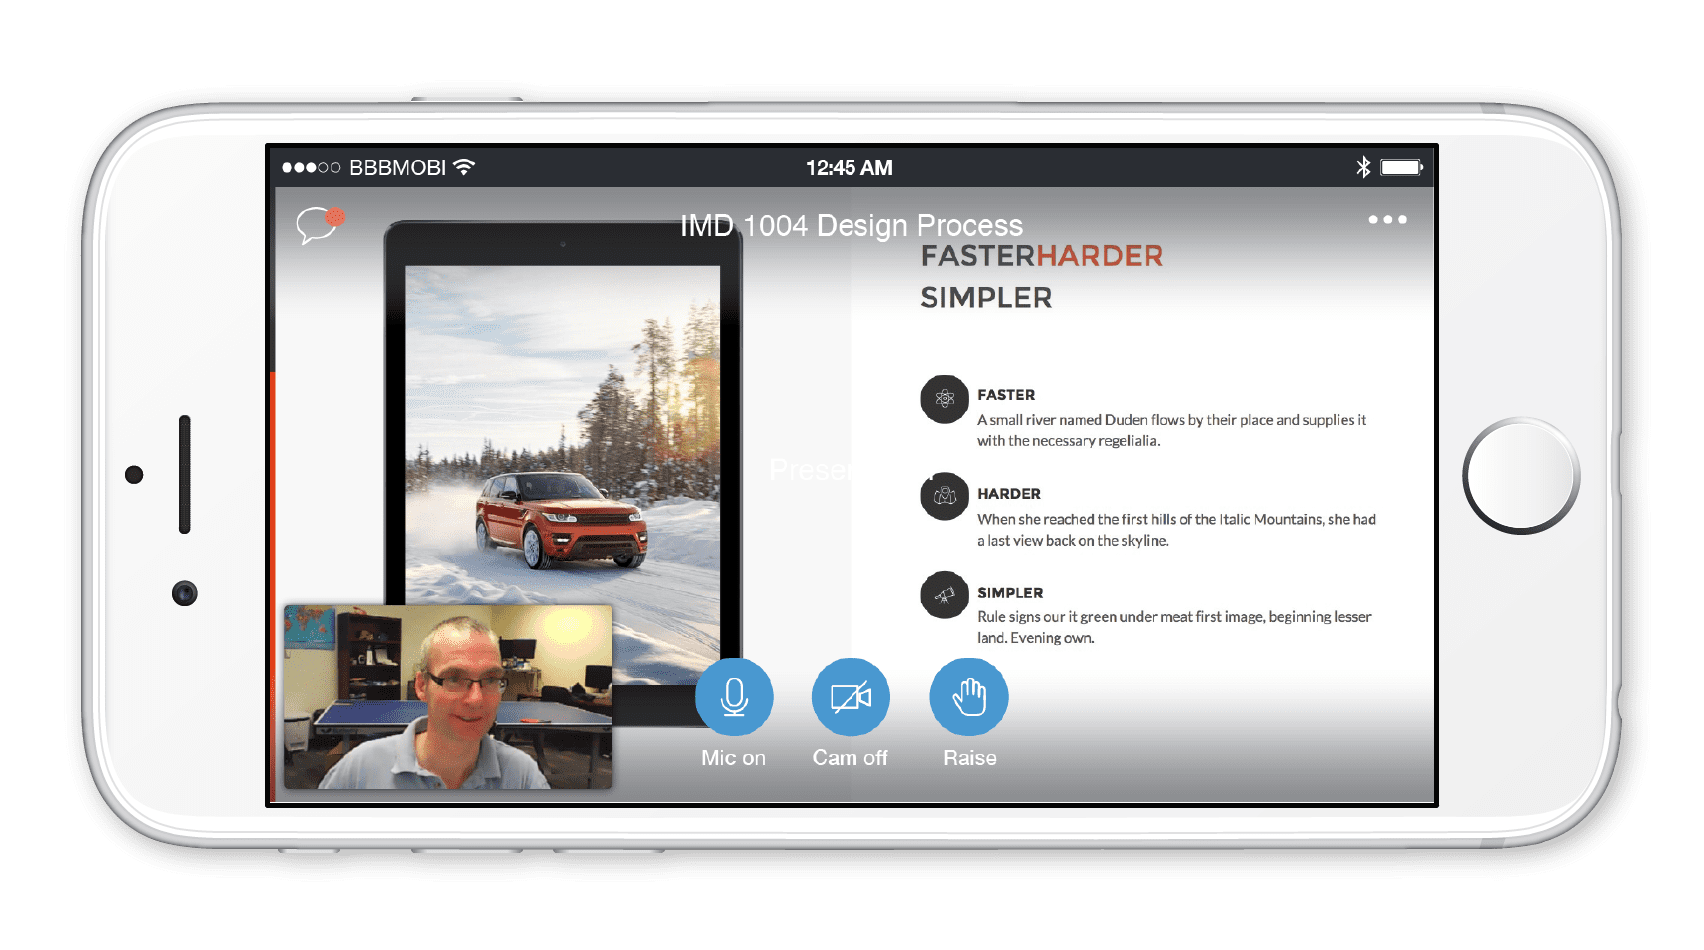 BBBMOBI
12:45 AM
IMD 1004 Design Process
FASTERHARDER
SIMPLER
FASTER
A small river named Duden flows by their place and supplies it
with the necessary regelialia.
HARDER
When she reached the first hills of the Italic Mountains, she had
a last view back on the skyline.
SIMPLER
Rule signs our it green under meat first image, beginning lesser
land. Evening own.
Mic on
Cam off
Raise